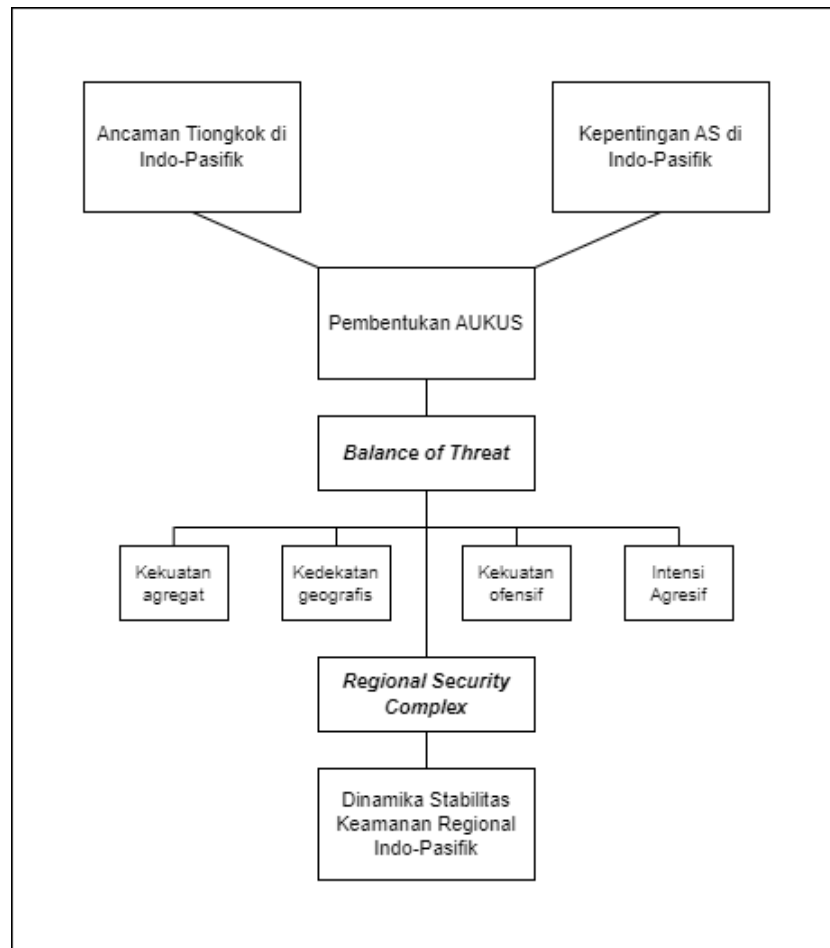 Ancaman Tiongkok di
Indo-Pasifik
Kepentingan AS di
Indo-Pasifik
Pembentukan AUKUS
Balance of Threat
Kekuatan
agregat
Kedekatan
geografis
Kekuatan
ofensif
Intensi
Agresif
Regional Security
Complex
Dinamika Stabilitas
Keamanan Regional
Indo-Pasifik